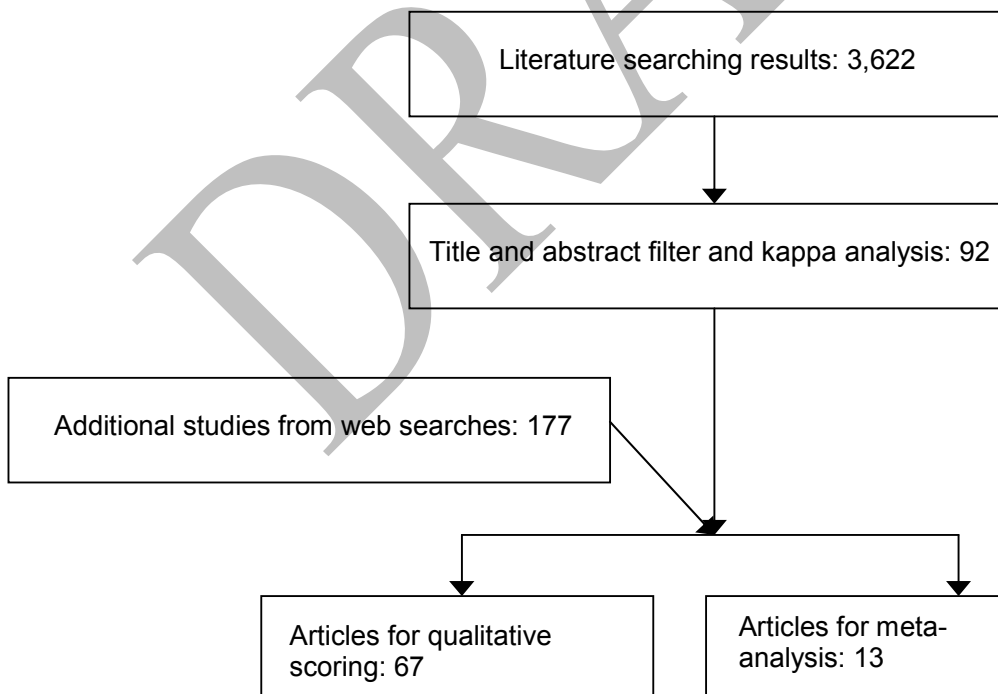 Literature searching results: 3,622
Title and abstract filter and kappa analysis: 92
Additional studies from web searches: 177
Articles for qualitative
scoring: 67
Articles for meta-
analysis: 13
DRA